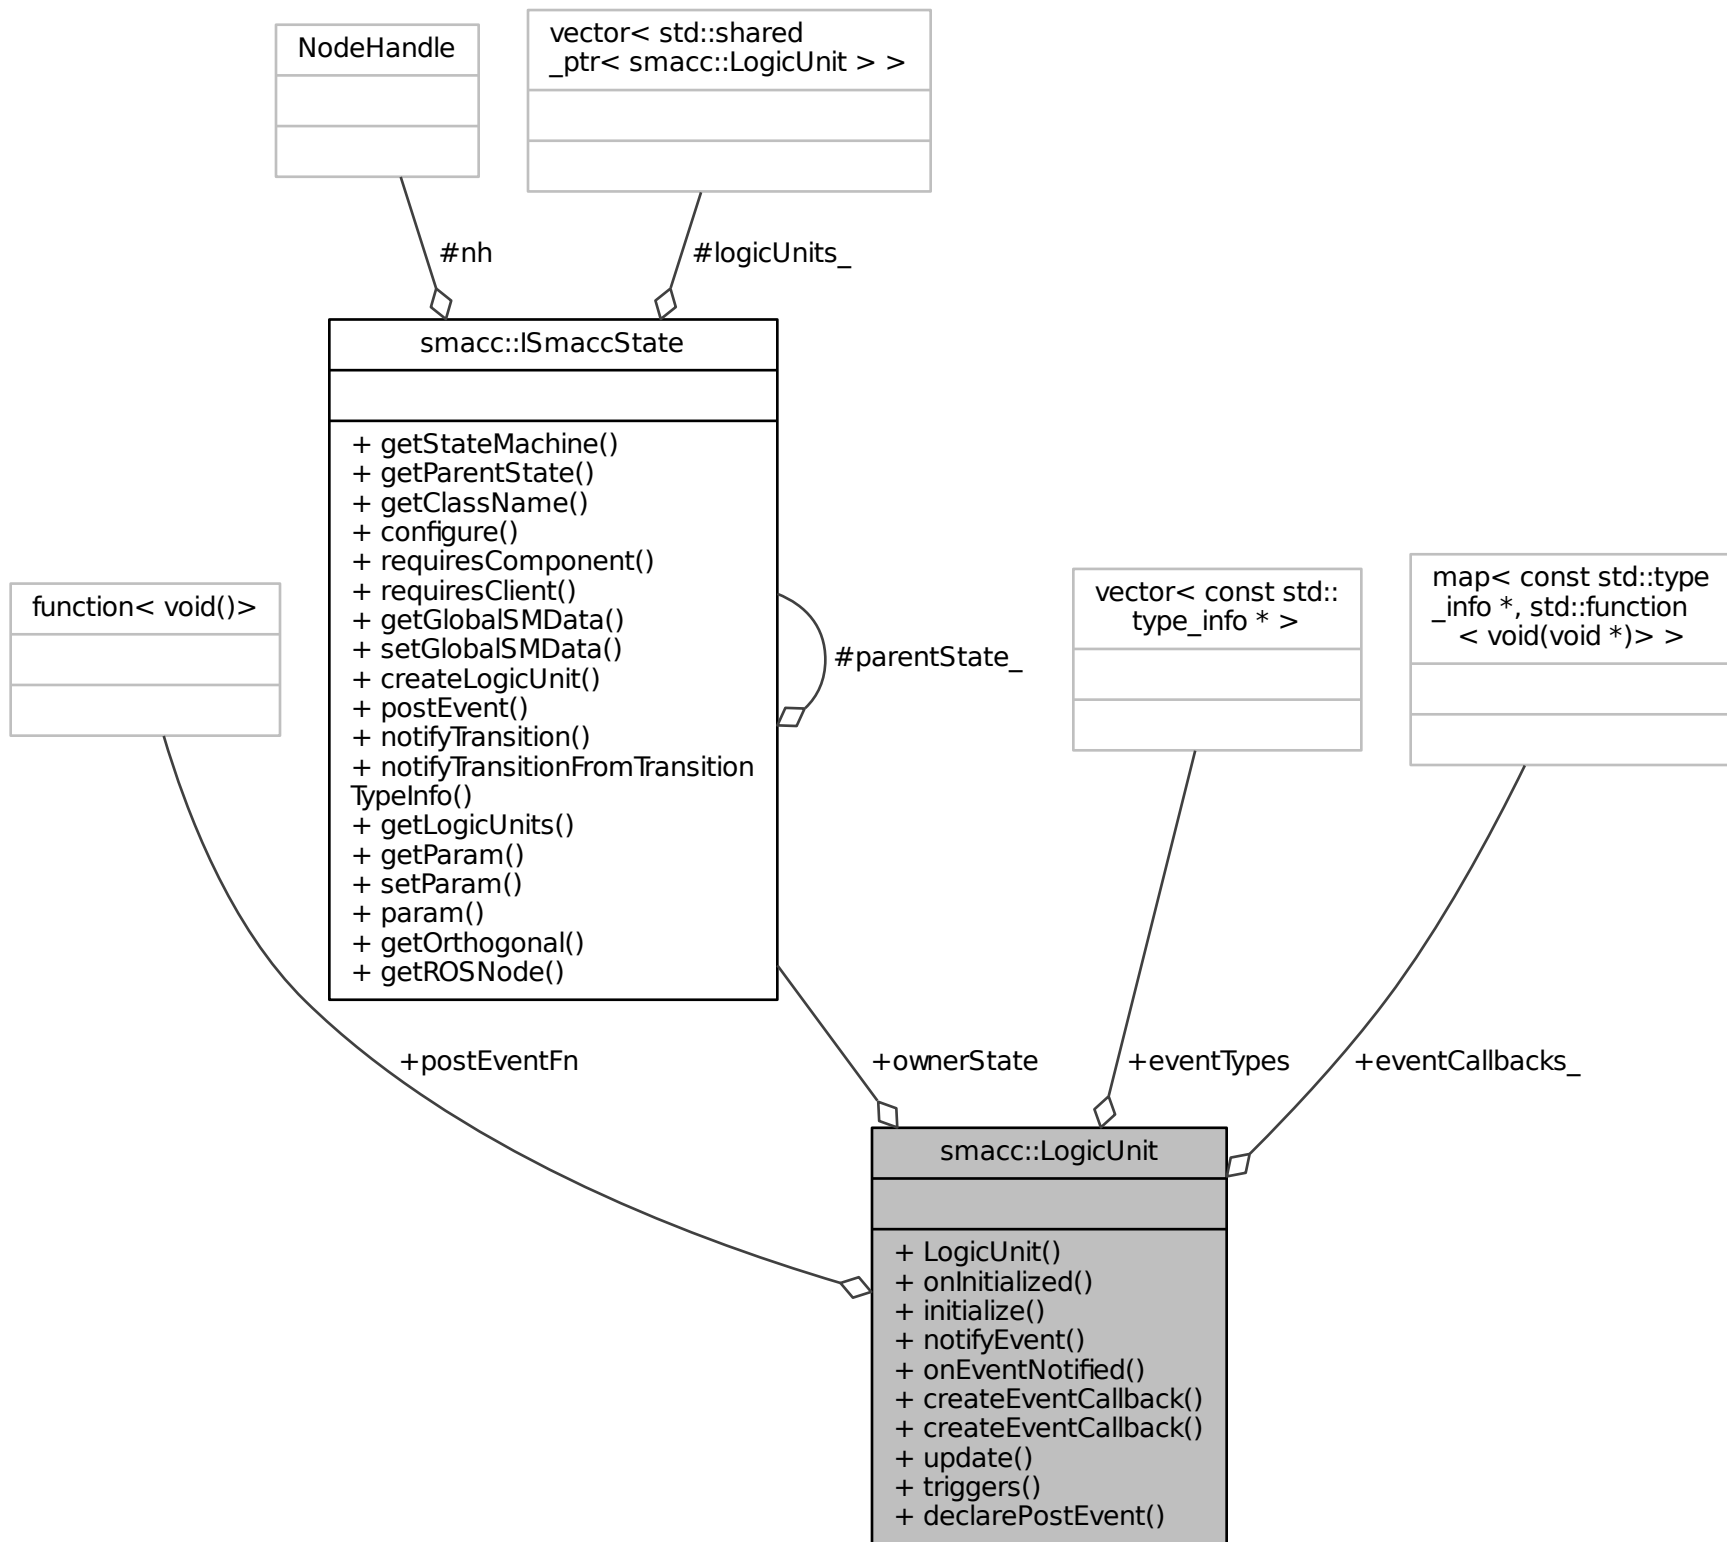 NodeHandle
vector< std::shared
_ptr< smacc::LogicUnit > >
#nh
#logicUnits_
smacc::ISmaccState
+ getStateMachine()
+ getParentState()
+ getClassName()
+ configure()
+ requiresComponent()
+ requiresClient()
+ getGlobalSMData()
+ setGlobalSMData()
+ createLogicUnit()
+ postEvent()
+ notifyTransition()
+ notifyTransitionFromTransition
TypeInfo()
+ getLogicUnits()
+ getParam()
+ setParam()
+ param()
+ getOrthogonal()
+ getROSNode()
function< void()>
#parentState_
vector< const std::
type_info * >
map< const std::type
_info *, std::function
< void(void *)> >
+postEventFn
+ownerState
+eventTypes
+eventCallbacks_
smacc::LogicUnit
+ LogicUnit()
+ onInitialized()
+ initialize()
+ notifyEvent()
+ onEventNotified()
+ createEventCallback()
+ createEventCallback()
+ update()
+ triggers()
+ declarePostEvent()